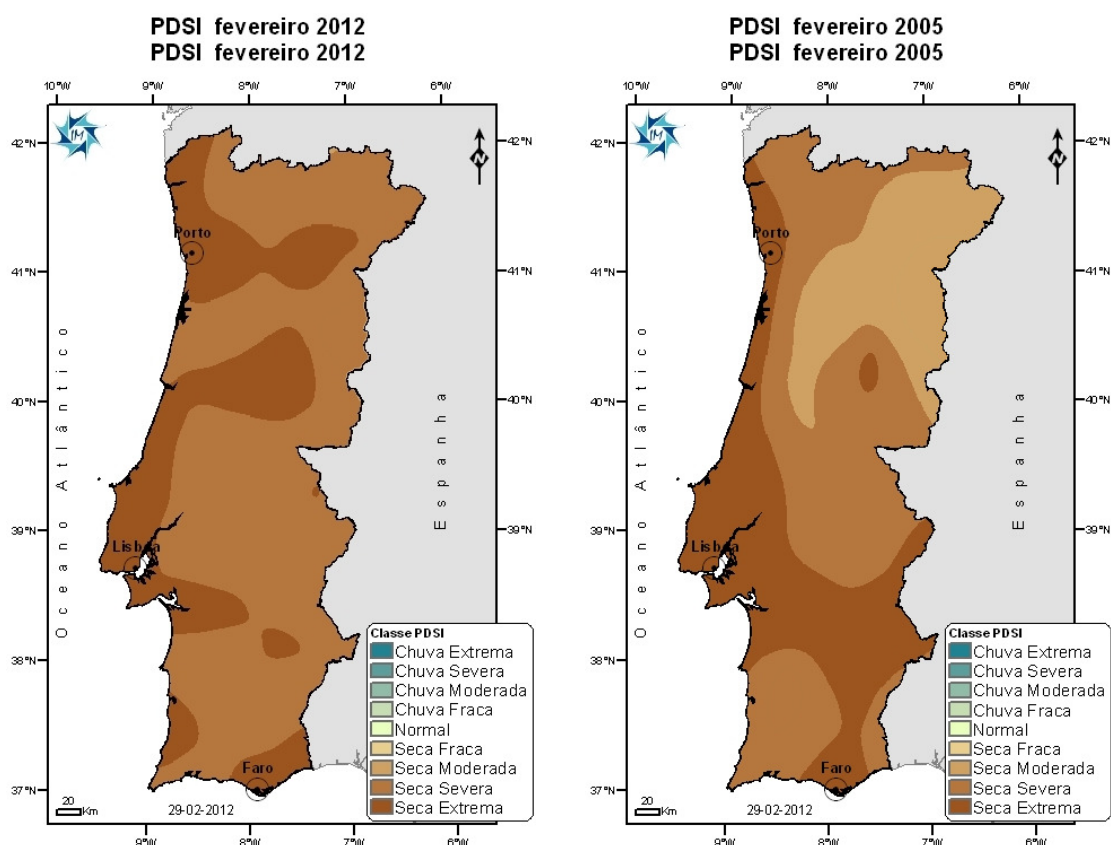 PDSI fevereiro 2012
PDSI fevereiro 2012
10°W 9°W 8°W 7°W 6°W
IM
N
42°N 42°N
Porto
41°N 41°N
40°N 40°N
39°N 39°N
Lisboa
38°N
37°N
Oceano Atlântico
Espanha
Faro
Classe PDSI
Chuva Extrema
Chuva Severa
Chuva Moderada
Chuva Fraca
Normal
Seca Fraca
Seca Moderada
Seca Severa
Seca Extrema
20
Km
29-02-2012
9°W 8°W 7°W 6°W
PDSI fevereiro 2005
PDSI fevereiro 2005
10°W 9°W 8°W 7°W 6°W
IM
N
42°N 42°N
Porto
41°N 41°N
40°N 40°N
39°N 39°N
Lisboa
38°N
37°N
Oceano Atlântico
Espanha
Faro
Classe PDSI
Chuva Extrema
Chuva Severa
Chuva Moderada
Chuva Fraca
Normal
Seca Fraca
Seca Moderada
Seca Severa
Seca Extrema
20
Km
29-02-2012
9°W 8°W 7°W 6°W